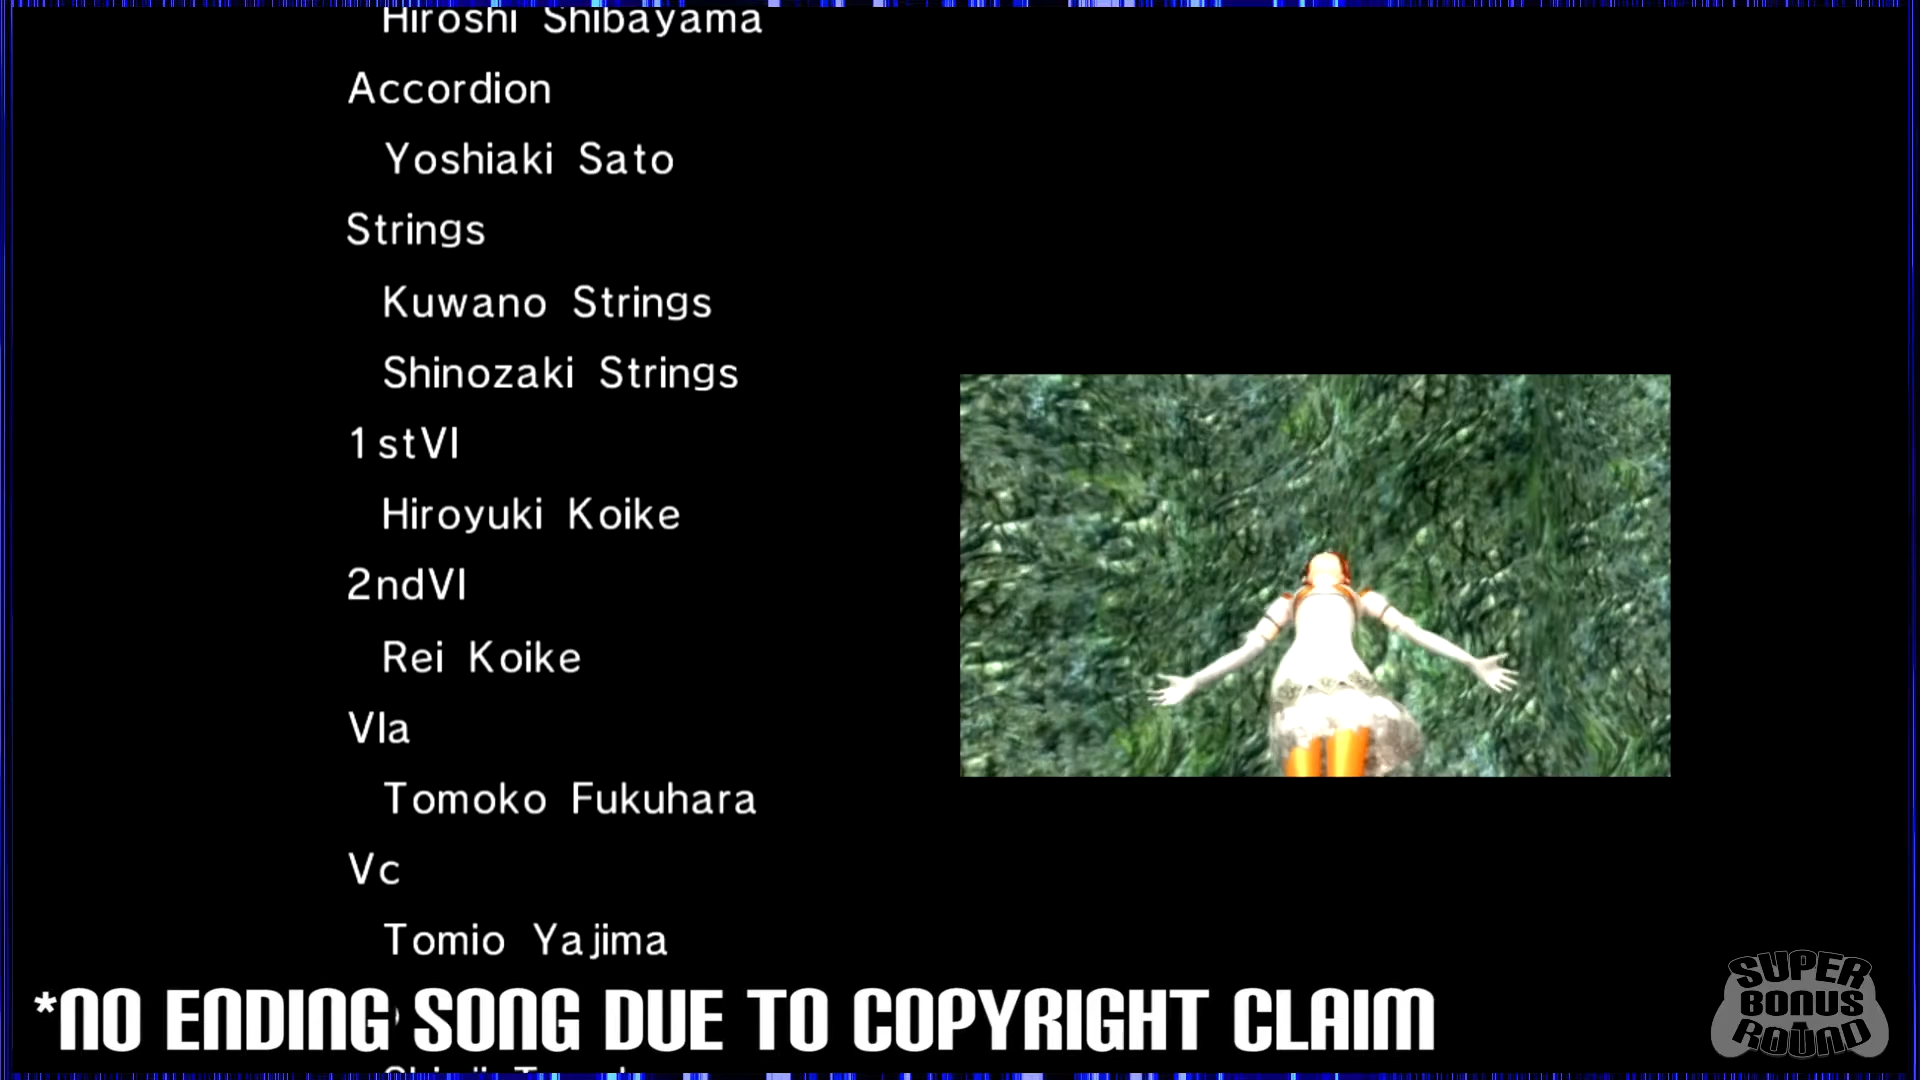 Hiroshi Shibayama
Accordion
Yoshiaki Sato
Strings
Kuwano Strings
Shinozaki Strings
1stVl
Hiroyuki Koike
2ndVl
Rei Koike
Vla
Tomoko Fukuhara
Vc
Tomio Yajima
*NO ENDING SONG DUE TO COPYRIGHT CLAIM
SUPER
BONUS
ROUND